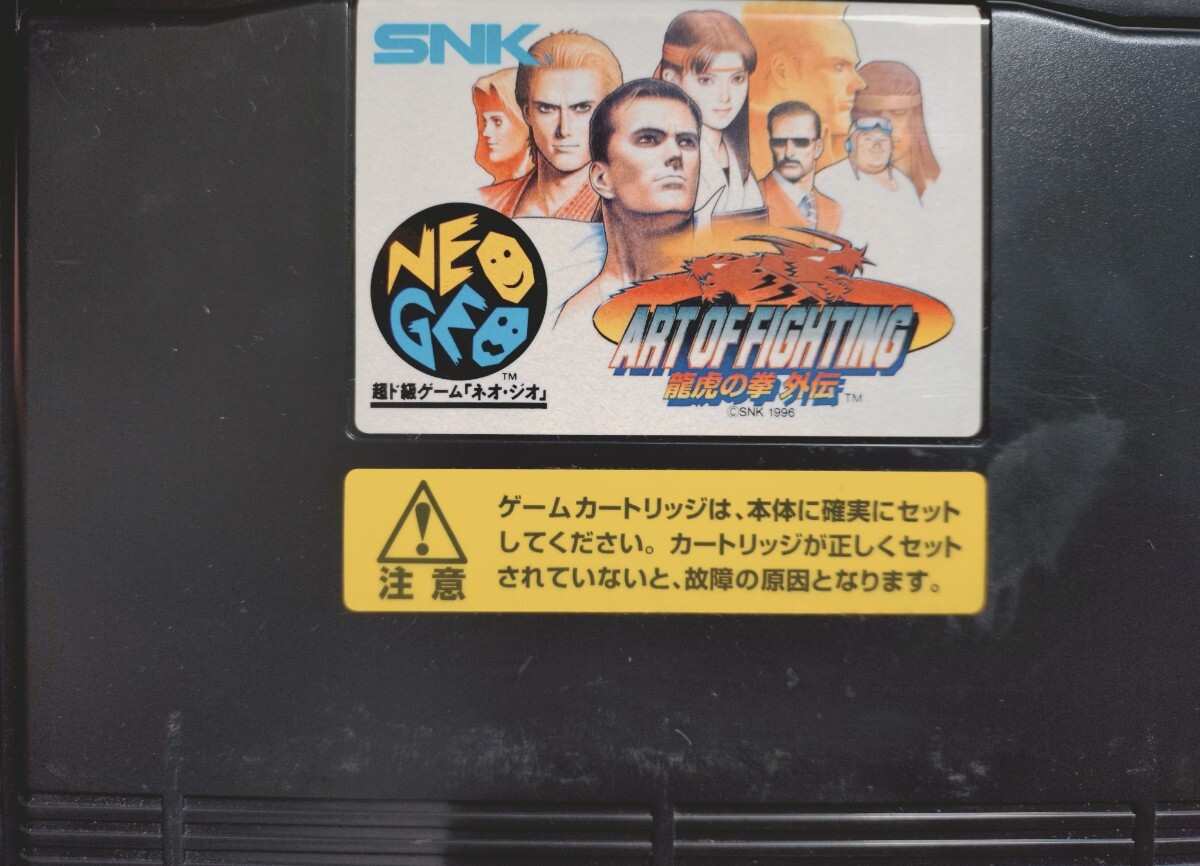 SNK
NEO
GEO
TM
超ド級ゲーム「ネオ・ジオ」
ART OF FIGHTING
龍虎の拳 外伝 TM
©SNK 1996
ゲームカートリッジは、本体に確実にセット
してください。カートリッジが正しくセット
されていないと、故障の原因となります。
注意